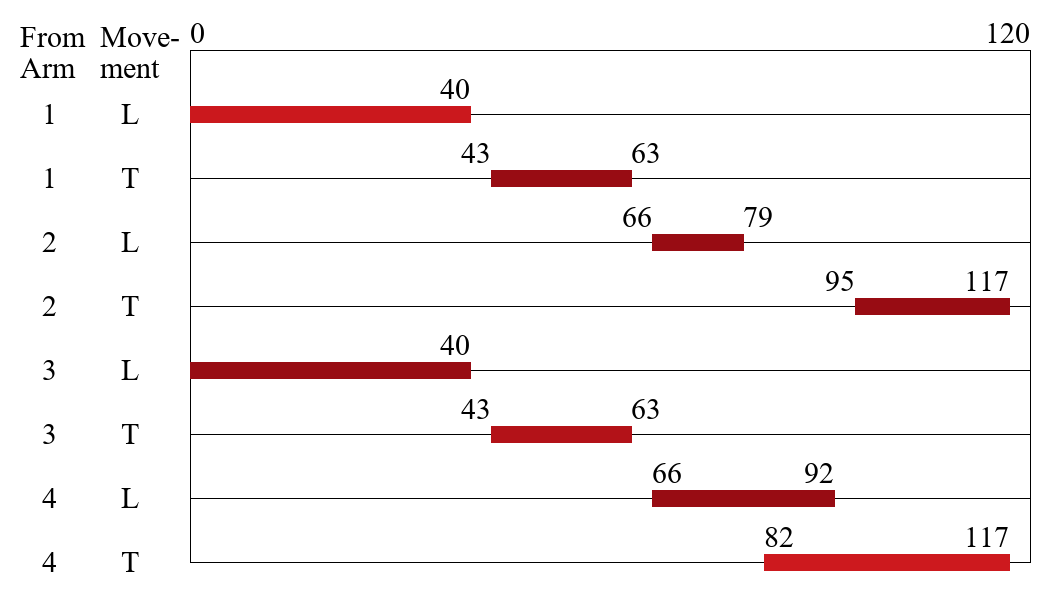 From Move- 0 120
Arm ment
40
1 L
43 63
1 T
66 79
2 L
95 117
2 T
40
3 L
43 63
3 T
66 92
4 L
82 117
4 T